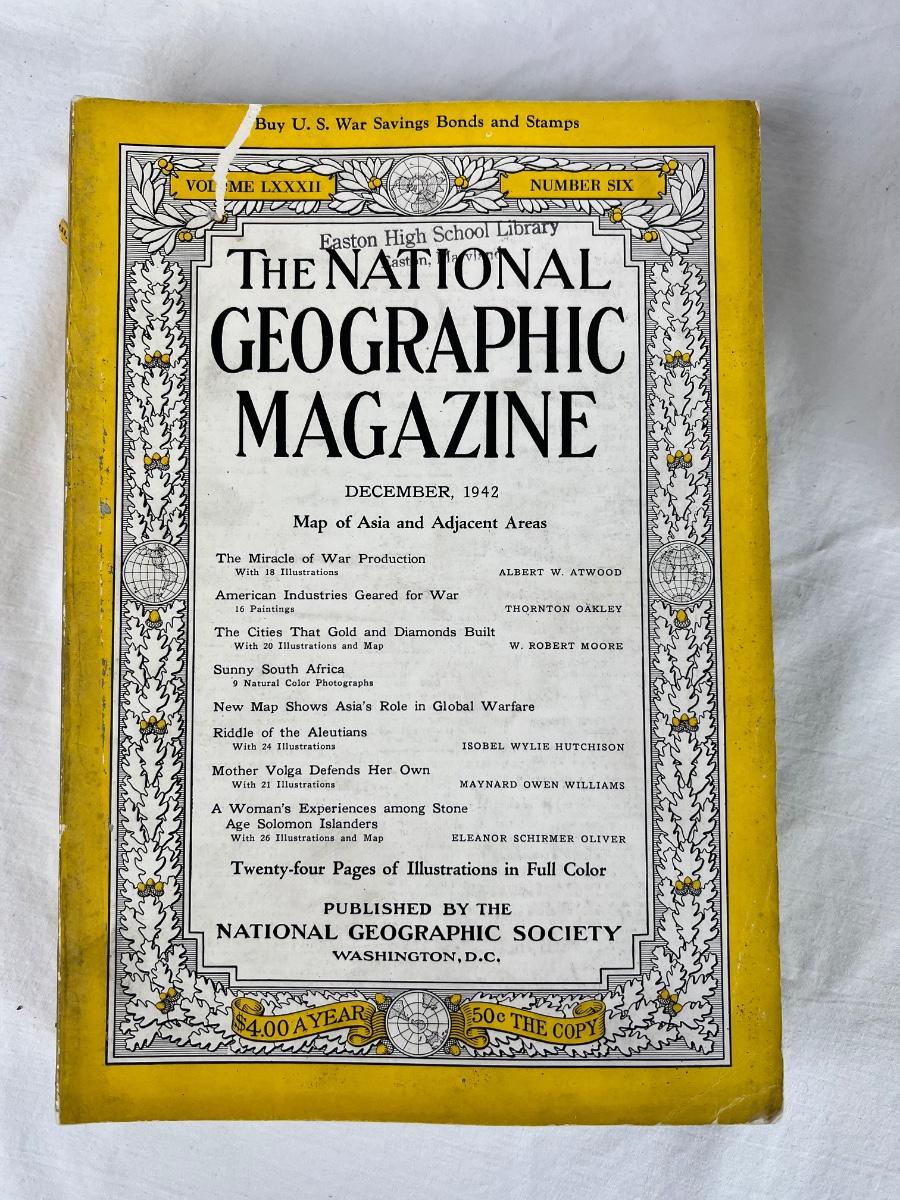 Buy U. S. War Savings Bonds and Stamps
VOLUME LXXXII
NUMBER SIX
Easton High School Library
Easton, Maryland
THE NATIONAL
GEOGRAPHIC
MAGAZINE
DECEMBER, 1942
Map of Asia and Adjacent Areas
The Miracle of War Production
With 18 Illustrations ALBERT W. ATWOOD
American Industries Geared for War
16 Paintings THORNTON OAKLEY
The Cities That Gold and Diamonds Built
With 20 Illustrations and Map W. ROBERT MOORE
Sunny South Africa
9 Natural Color Photographs
New Map Shows Asia's Role in Global Warfare
Riddle of the Aleutians
With 24 Illustrations ISOBEL WYLIE HUTCHISON
Mother Volga Defends Her Own
With 21 Illustrations MAYNARD OWEN WILLIAMS
A Woman's Experiences among Stone
Age Solomon Islanders
With 26 Illustrations and Map ELEANOR SCHIRMER OLIVER
Twenty-four Pages of Illustrations in Full Color
PUBLISHED BY THE
NATIONAL GEOGRAPHIC SOCIETY
WASHINGTON, D.C.
$4.00 A YEAR
50¢ THE COPY